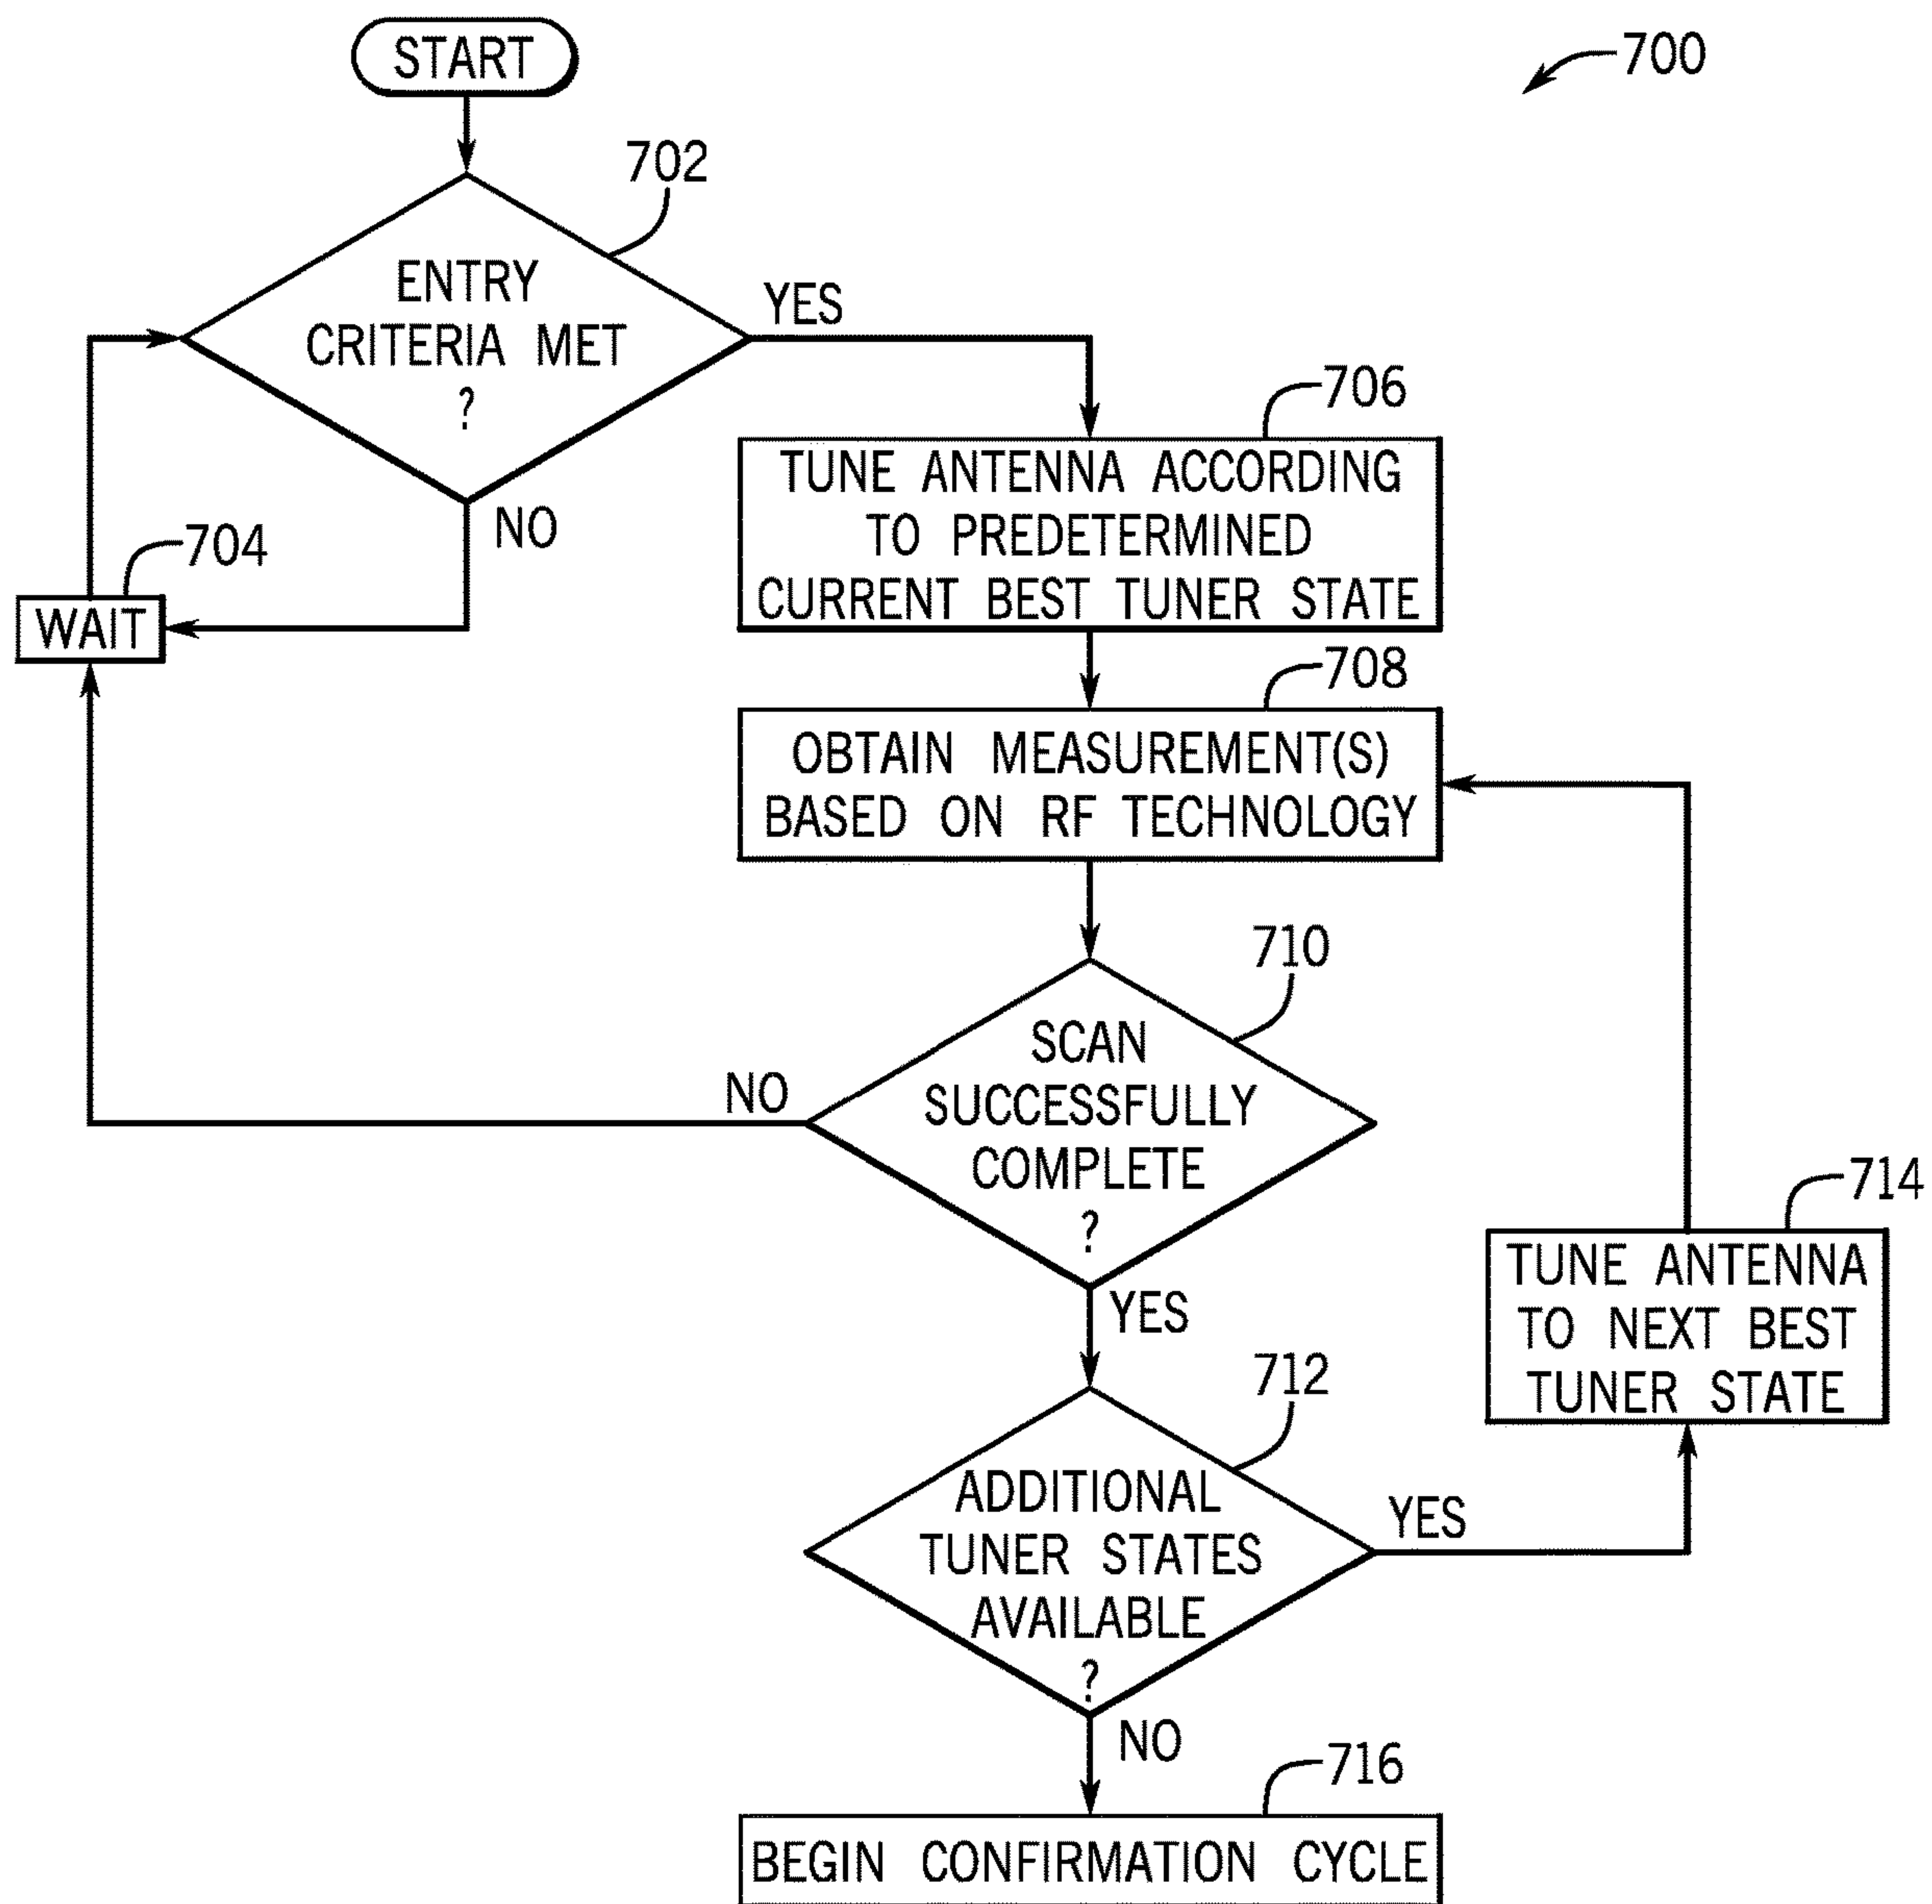 START
700
702
ENTRY
CRITERIA MET
?
YES
NO
704
WAIT
706
TUNE ANTENNA ACCORDING
TO PREDETERMINED
CURRENT BEST TUNER STATE
708
OBTAIN MEASUREMENT(S)
BASED ON RF TECHNOLOGY
710
SCAN
SUCCESSFULLY
COMPLETE
?
NO
YES
712
ADDITIONAL
TUNER STATES
AVAILABLE
?
YES
714
TUNE ANTENNA
TO NEXT BEST
TUNER STATE
NO
716
BEGIN CONFIRMATION CYCLE